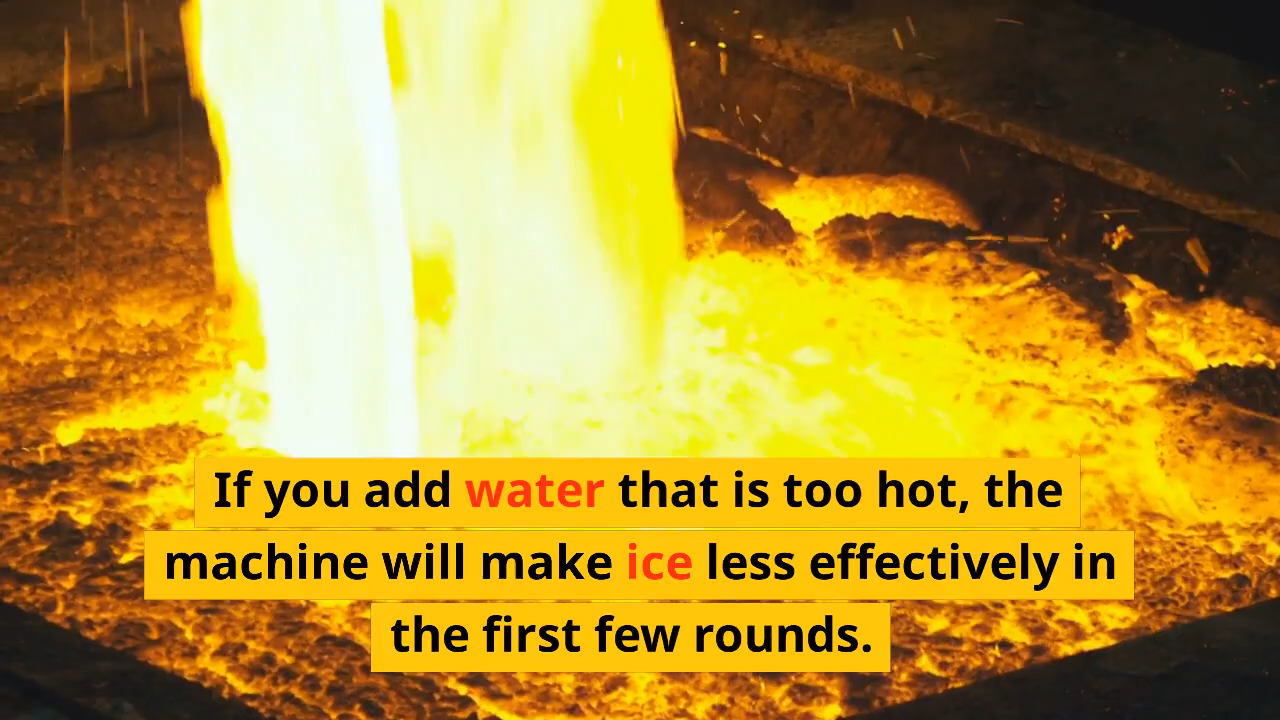 If you add water that is too hot, the
machine will make ice less effectively in
the first few rounds.